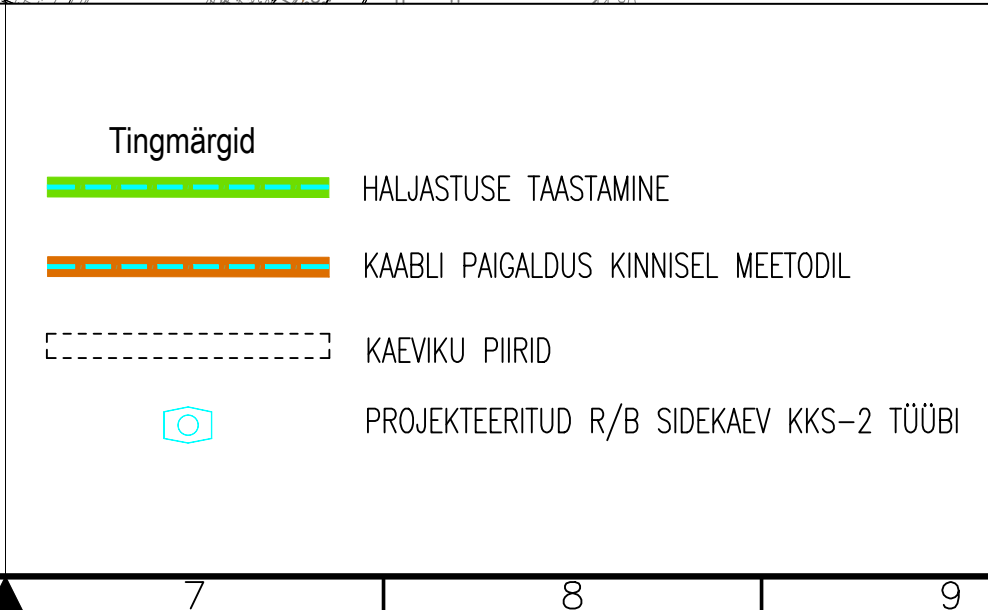 Tingmärgid
HALJASTUSE TAASTAMINE
KAABLI PAIGALDUS KINNISEL MEETODIL
KAEVIKU PIIRID
PROJEKTEERITUD R/B SIDEKAEV KKS-2 TÜÜBI
7 8 9